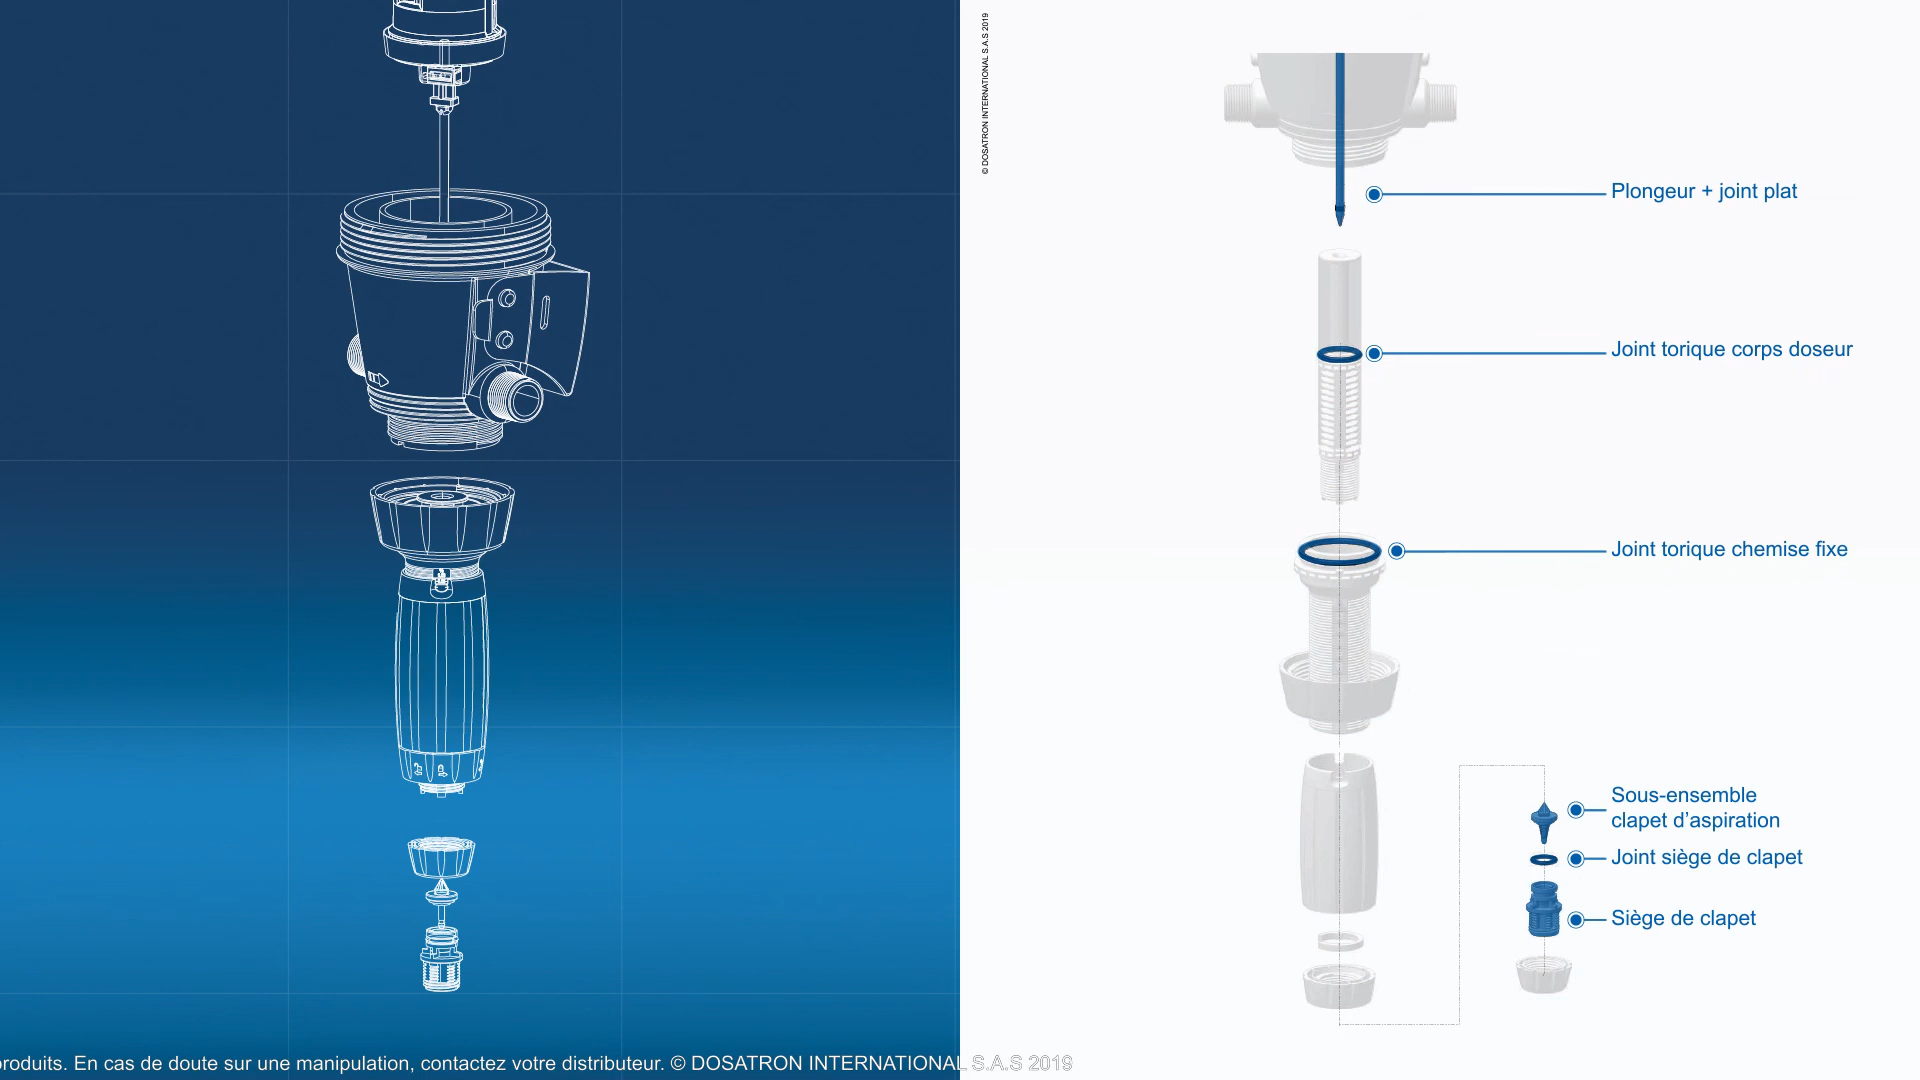 © DOSATRON INTERNATIONAL S.A.S 2019
Plongeur + joint plat
Joint torique corps doseur
Joint torique chemise fixe
Sous-ensemble
clapet d’aspiration
Joint siège de clapet
Siège de clapet
produits. En cas de doute sur une manipulation, contactez votre distributeur. © DOSATRON INTERNATIONAL S.A.S 2019